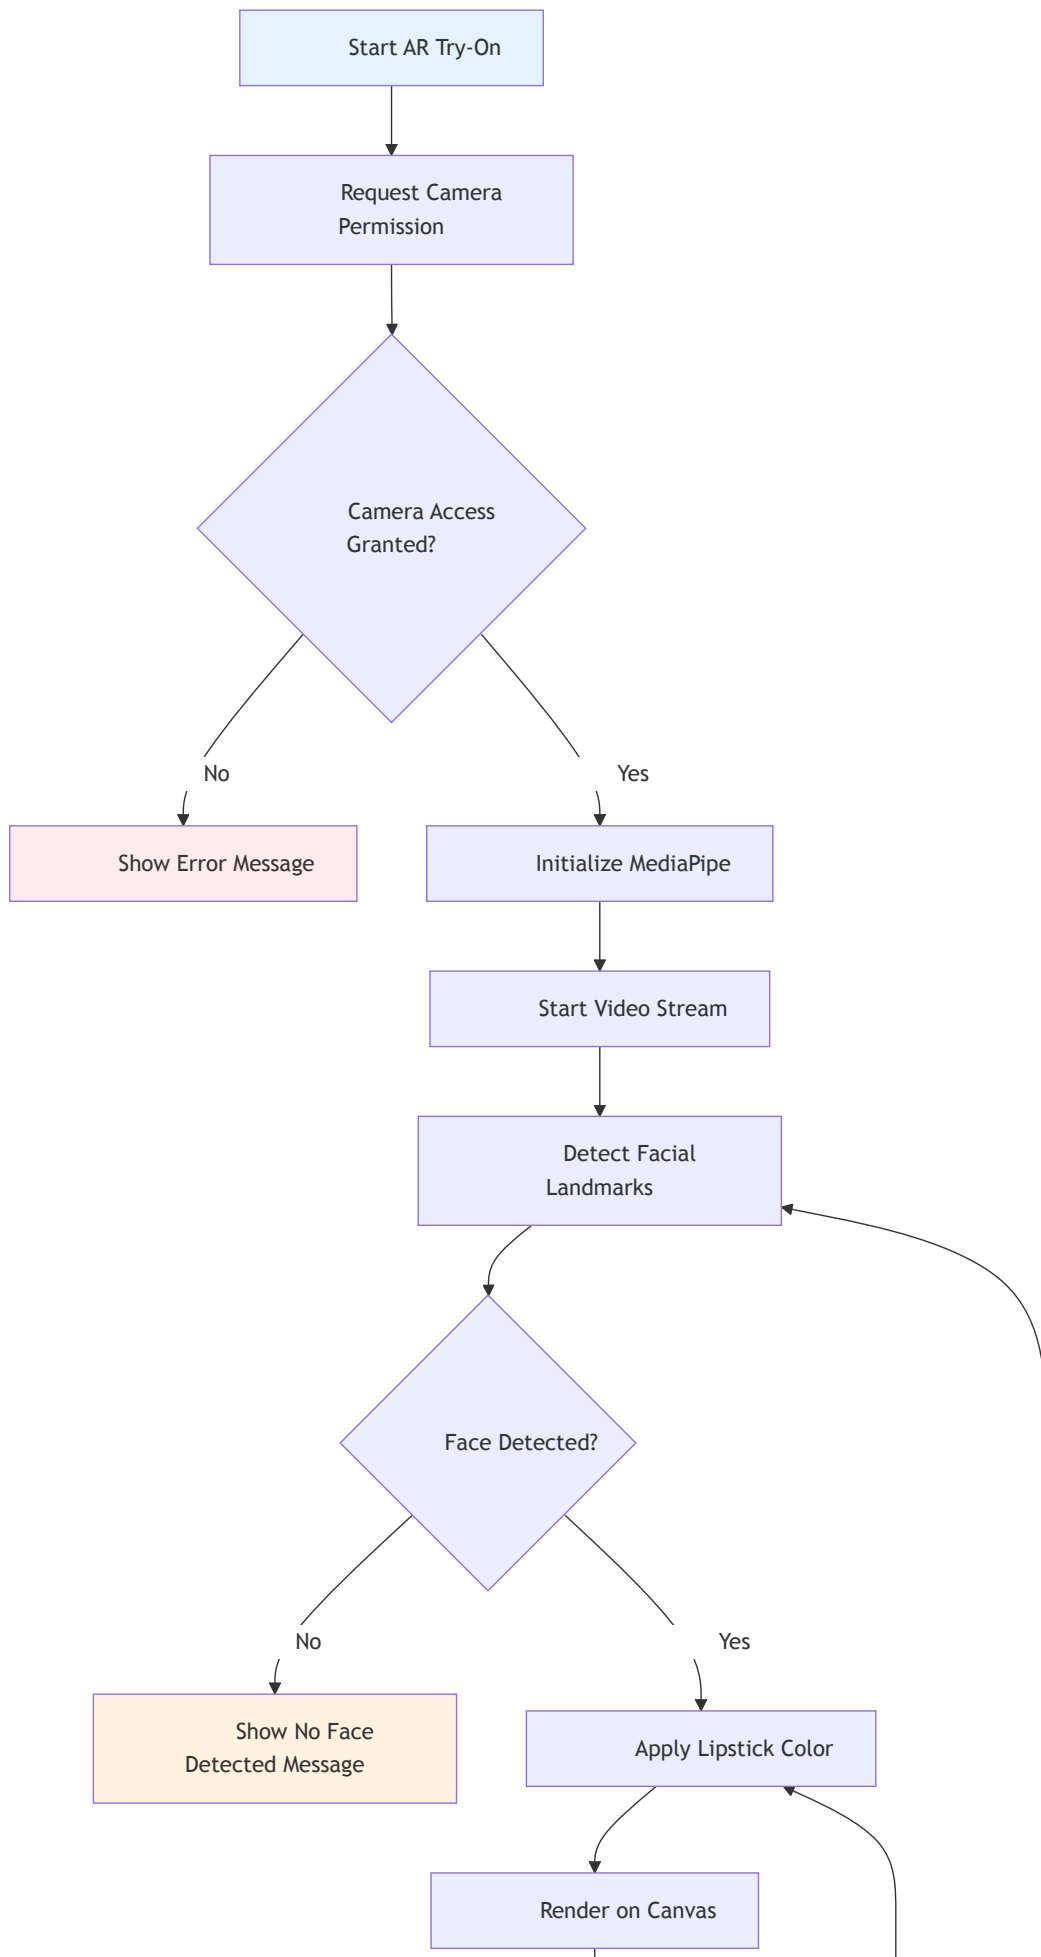 Start AR Try-On
Request Camera
Permission
Camera Access
Granted?
No
Yes
Show Error Message
Initialize MediaPipe
Start Video Stream
Detect Facial
Landmarks
Face Detected?
No
Yes
Show No Face
Detected Message
Apply Lipstick Color
Render on Canvas